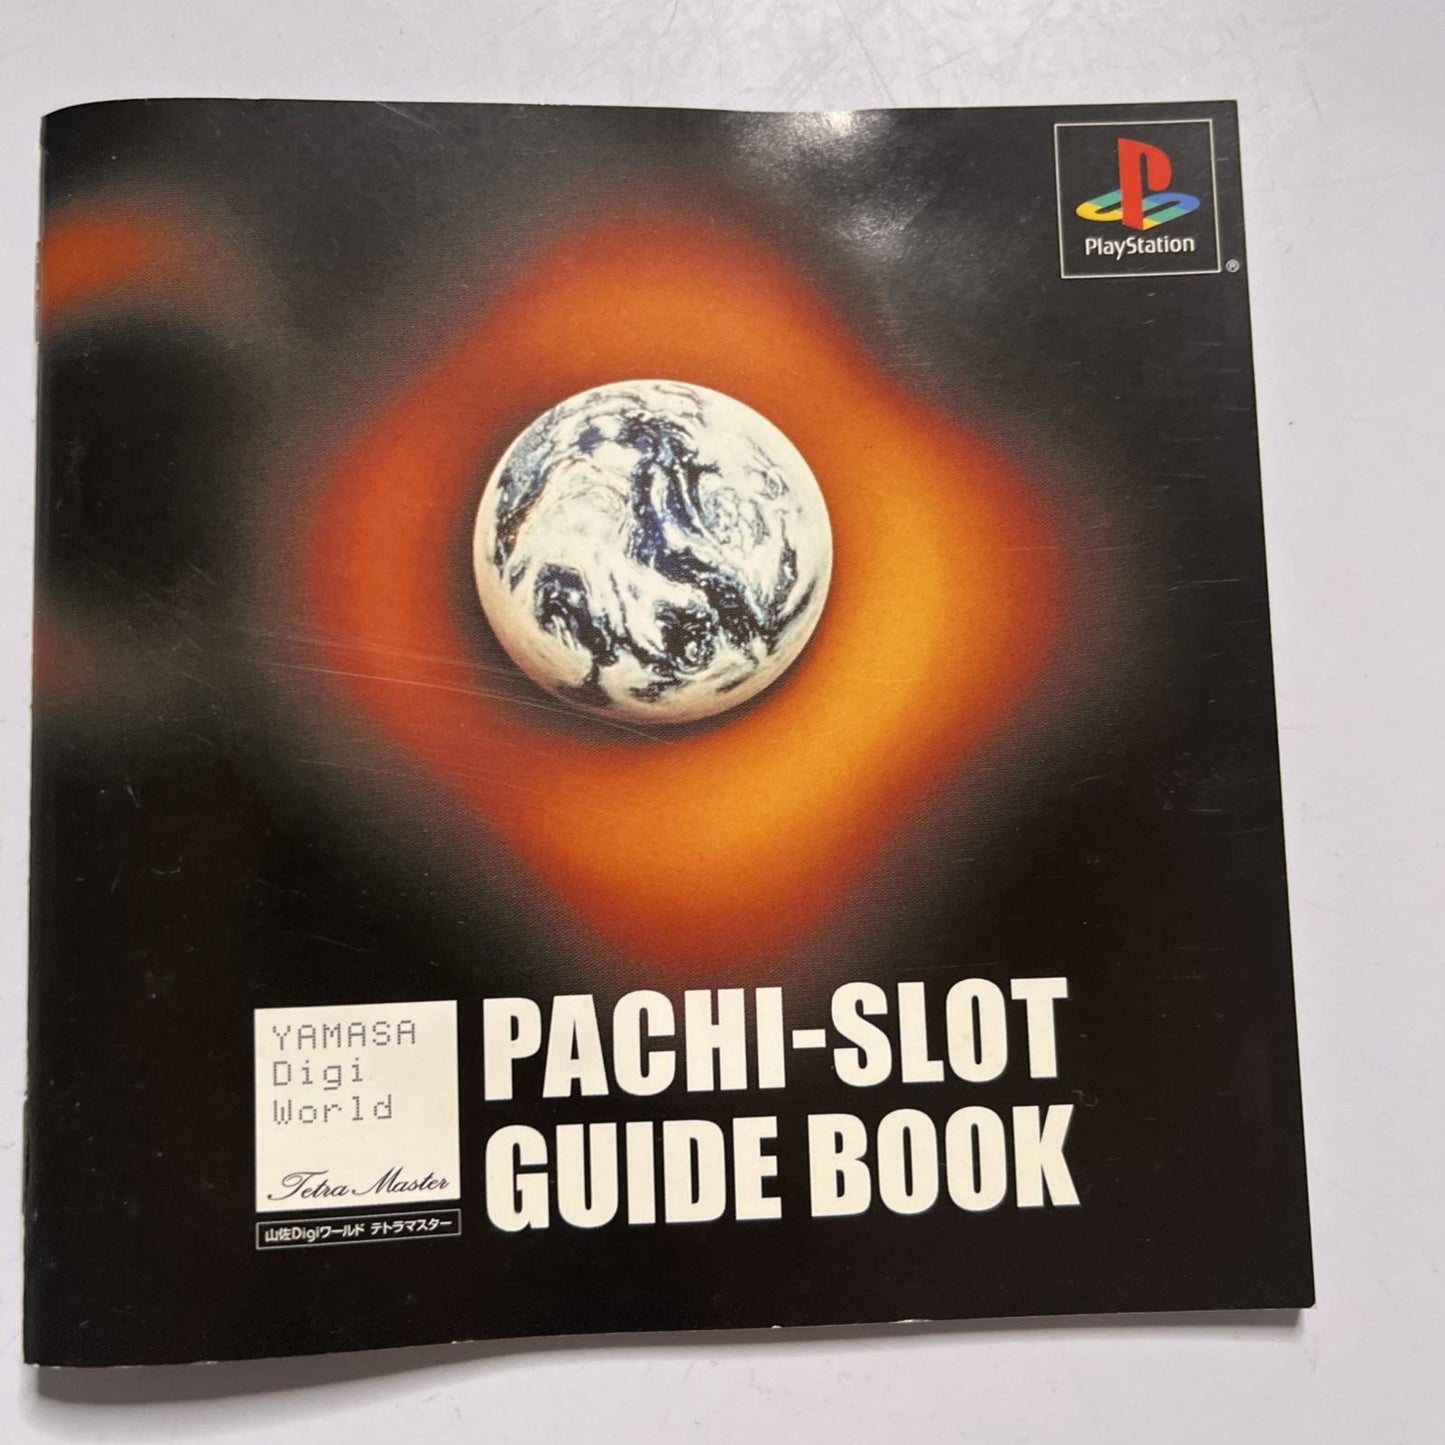 PlayStation
®
YAMASA
Digi
World
Tetra Master
山佐Digiワールド テトラマスター
PACHI-SLOT
GUIDE BOOK